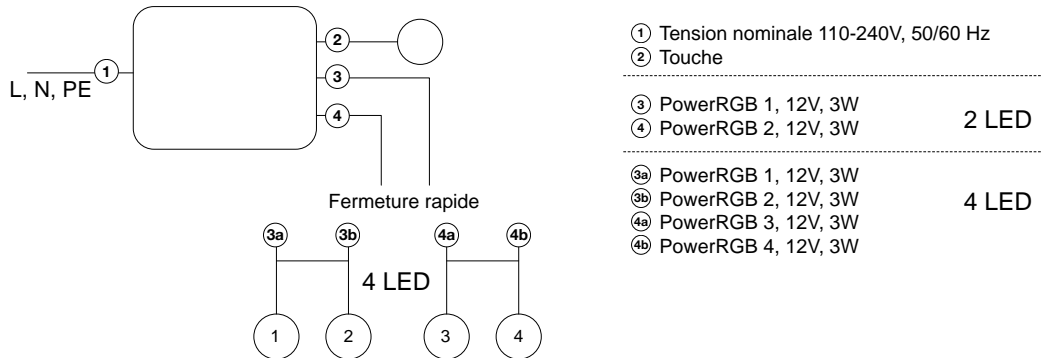 L, N, PE
1
2
3
4
Fermeture rapide
3a 3b 4a 4b
4 LED
1 2 3 4
1 Tension nominale 110-240V, 50/60 Hz
2 Touche
3 PowerRGB 1, 12V, 3W
4 PowerRGB 2, 12V, 3W
2 LED
3a PowerRGB 1, 12V, 3W
3b PowerRGB 2, 12V, 3W
4a PowerRGB 3, 12V, 3W
4b PowerRGB 4, 12V, 3W
4 LED